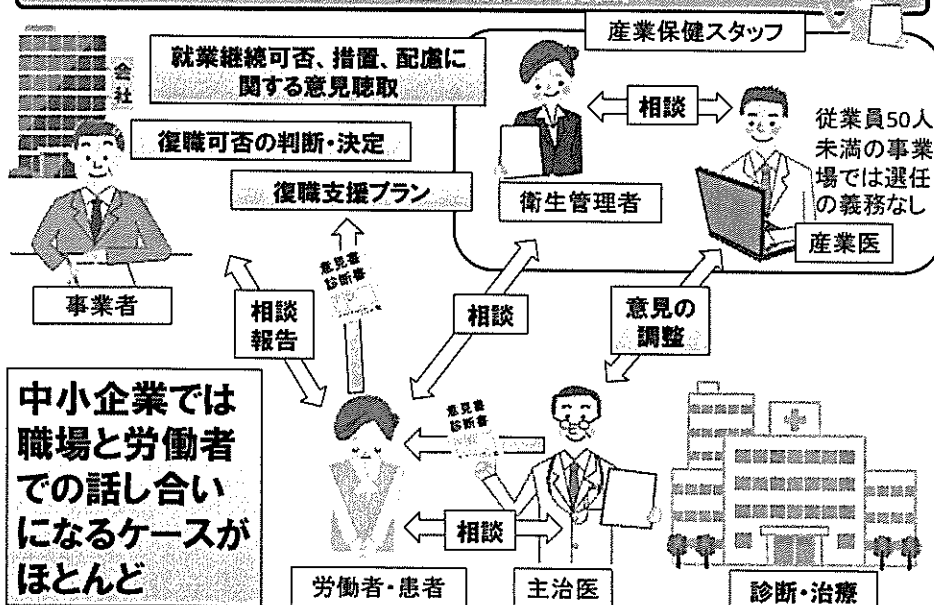 産業保健スタッフ
会社
就業継続可否、措置、配慮に
関する意見聴取
相談
従業員50人
未満の事業
場では選任
の義務なし
復職可否の判断・決定
復職支援プラン
衛生管理者
産業医
意見書
診断書
事業者
相談
報告
相談
意見の
調整
中小企業では
職場と労働者
での話し合い
になるケースが
ほとんど
意見書
診断書
相談
労働者・患者
主治医
診断・治療